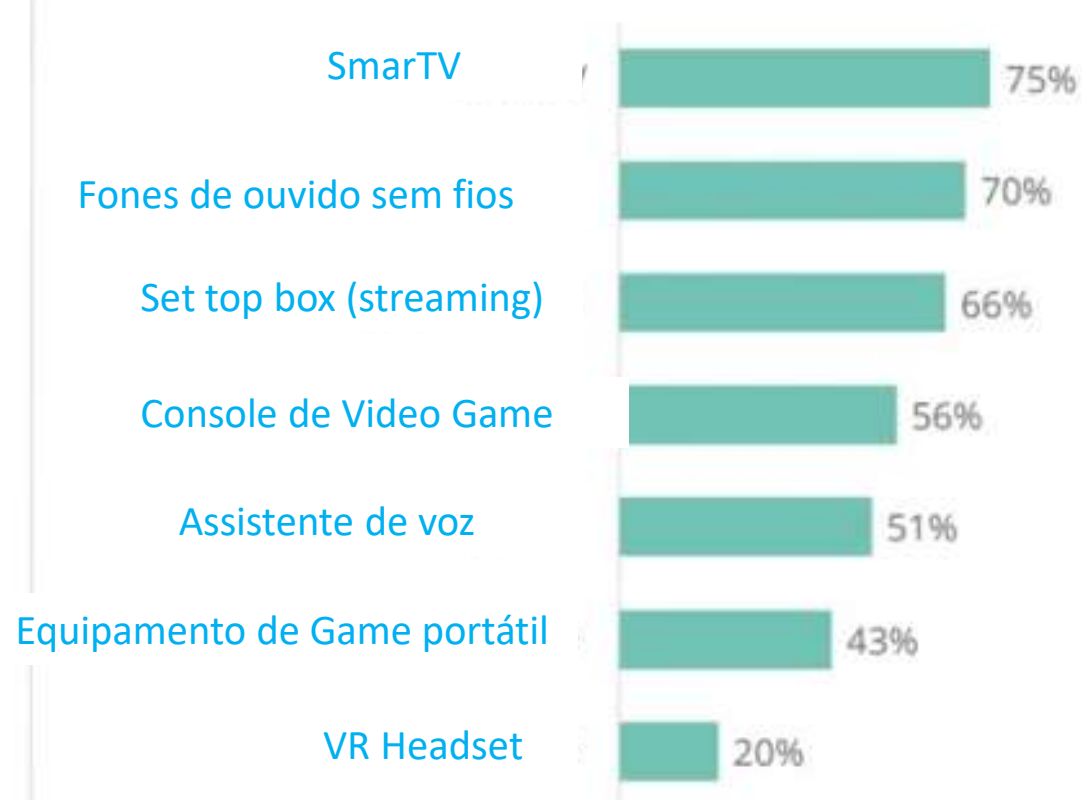 SmarTV 75%
Fones de ouvido sem fios 70%
Set top box (streaming) 66%
Console de Video Game 56%
Assistente de voz 51%
Equipamento de Game portátil 43%
VR Headset 20%